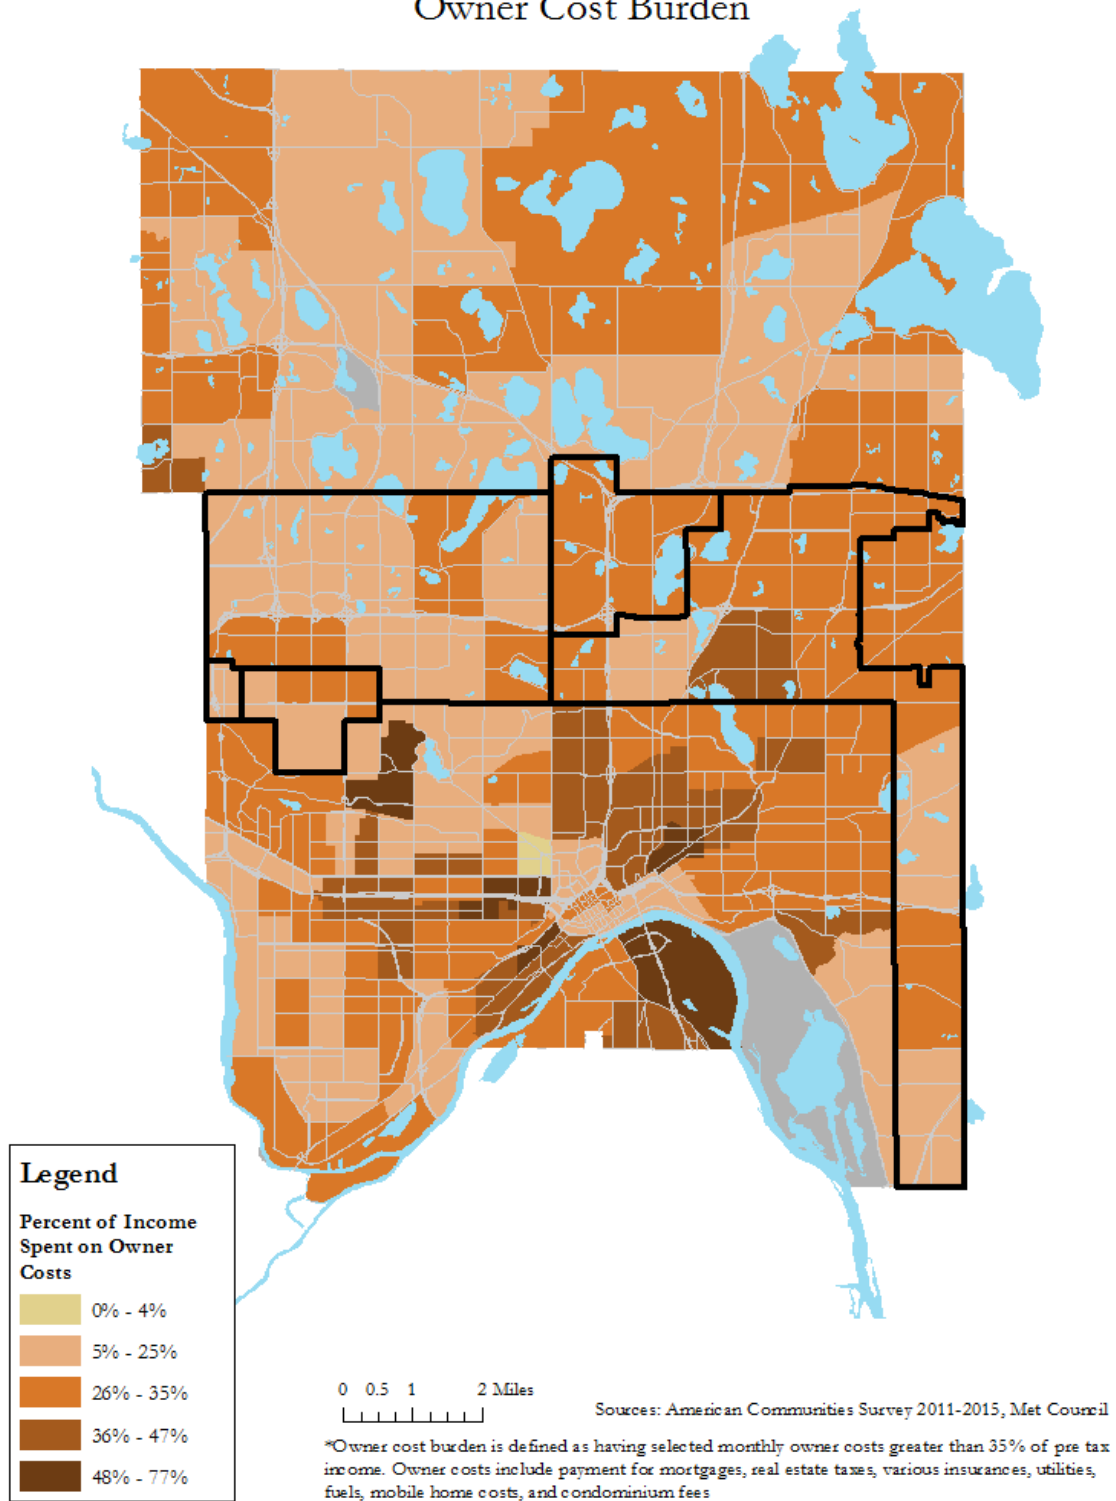 Owner Cost Burden
Legend
Percent of Income
Spent on Owner
Costs
0% - 4%
5% - 25%
26% - 35%
36% - 47%
48% - 77%
0 0.5 1 2 Miles
Sources: American Communities Survey 2011-2015, Met Council
*Owner cost burden is defined as having selected monthly owner costs greater than 35% of pre tax
income. Owner costs include payment for mortgages, real estate taxes, various insurances, utilities,
fuels, mobile home costs, and condominium fees